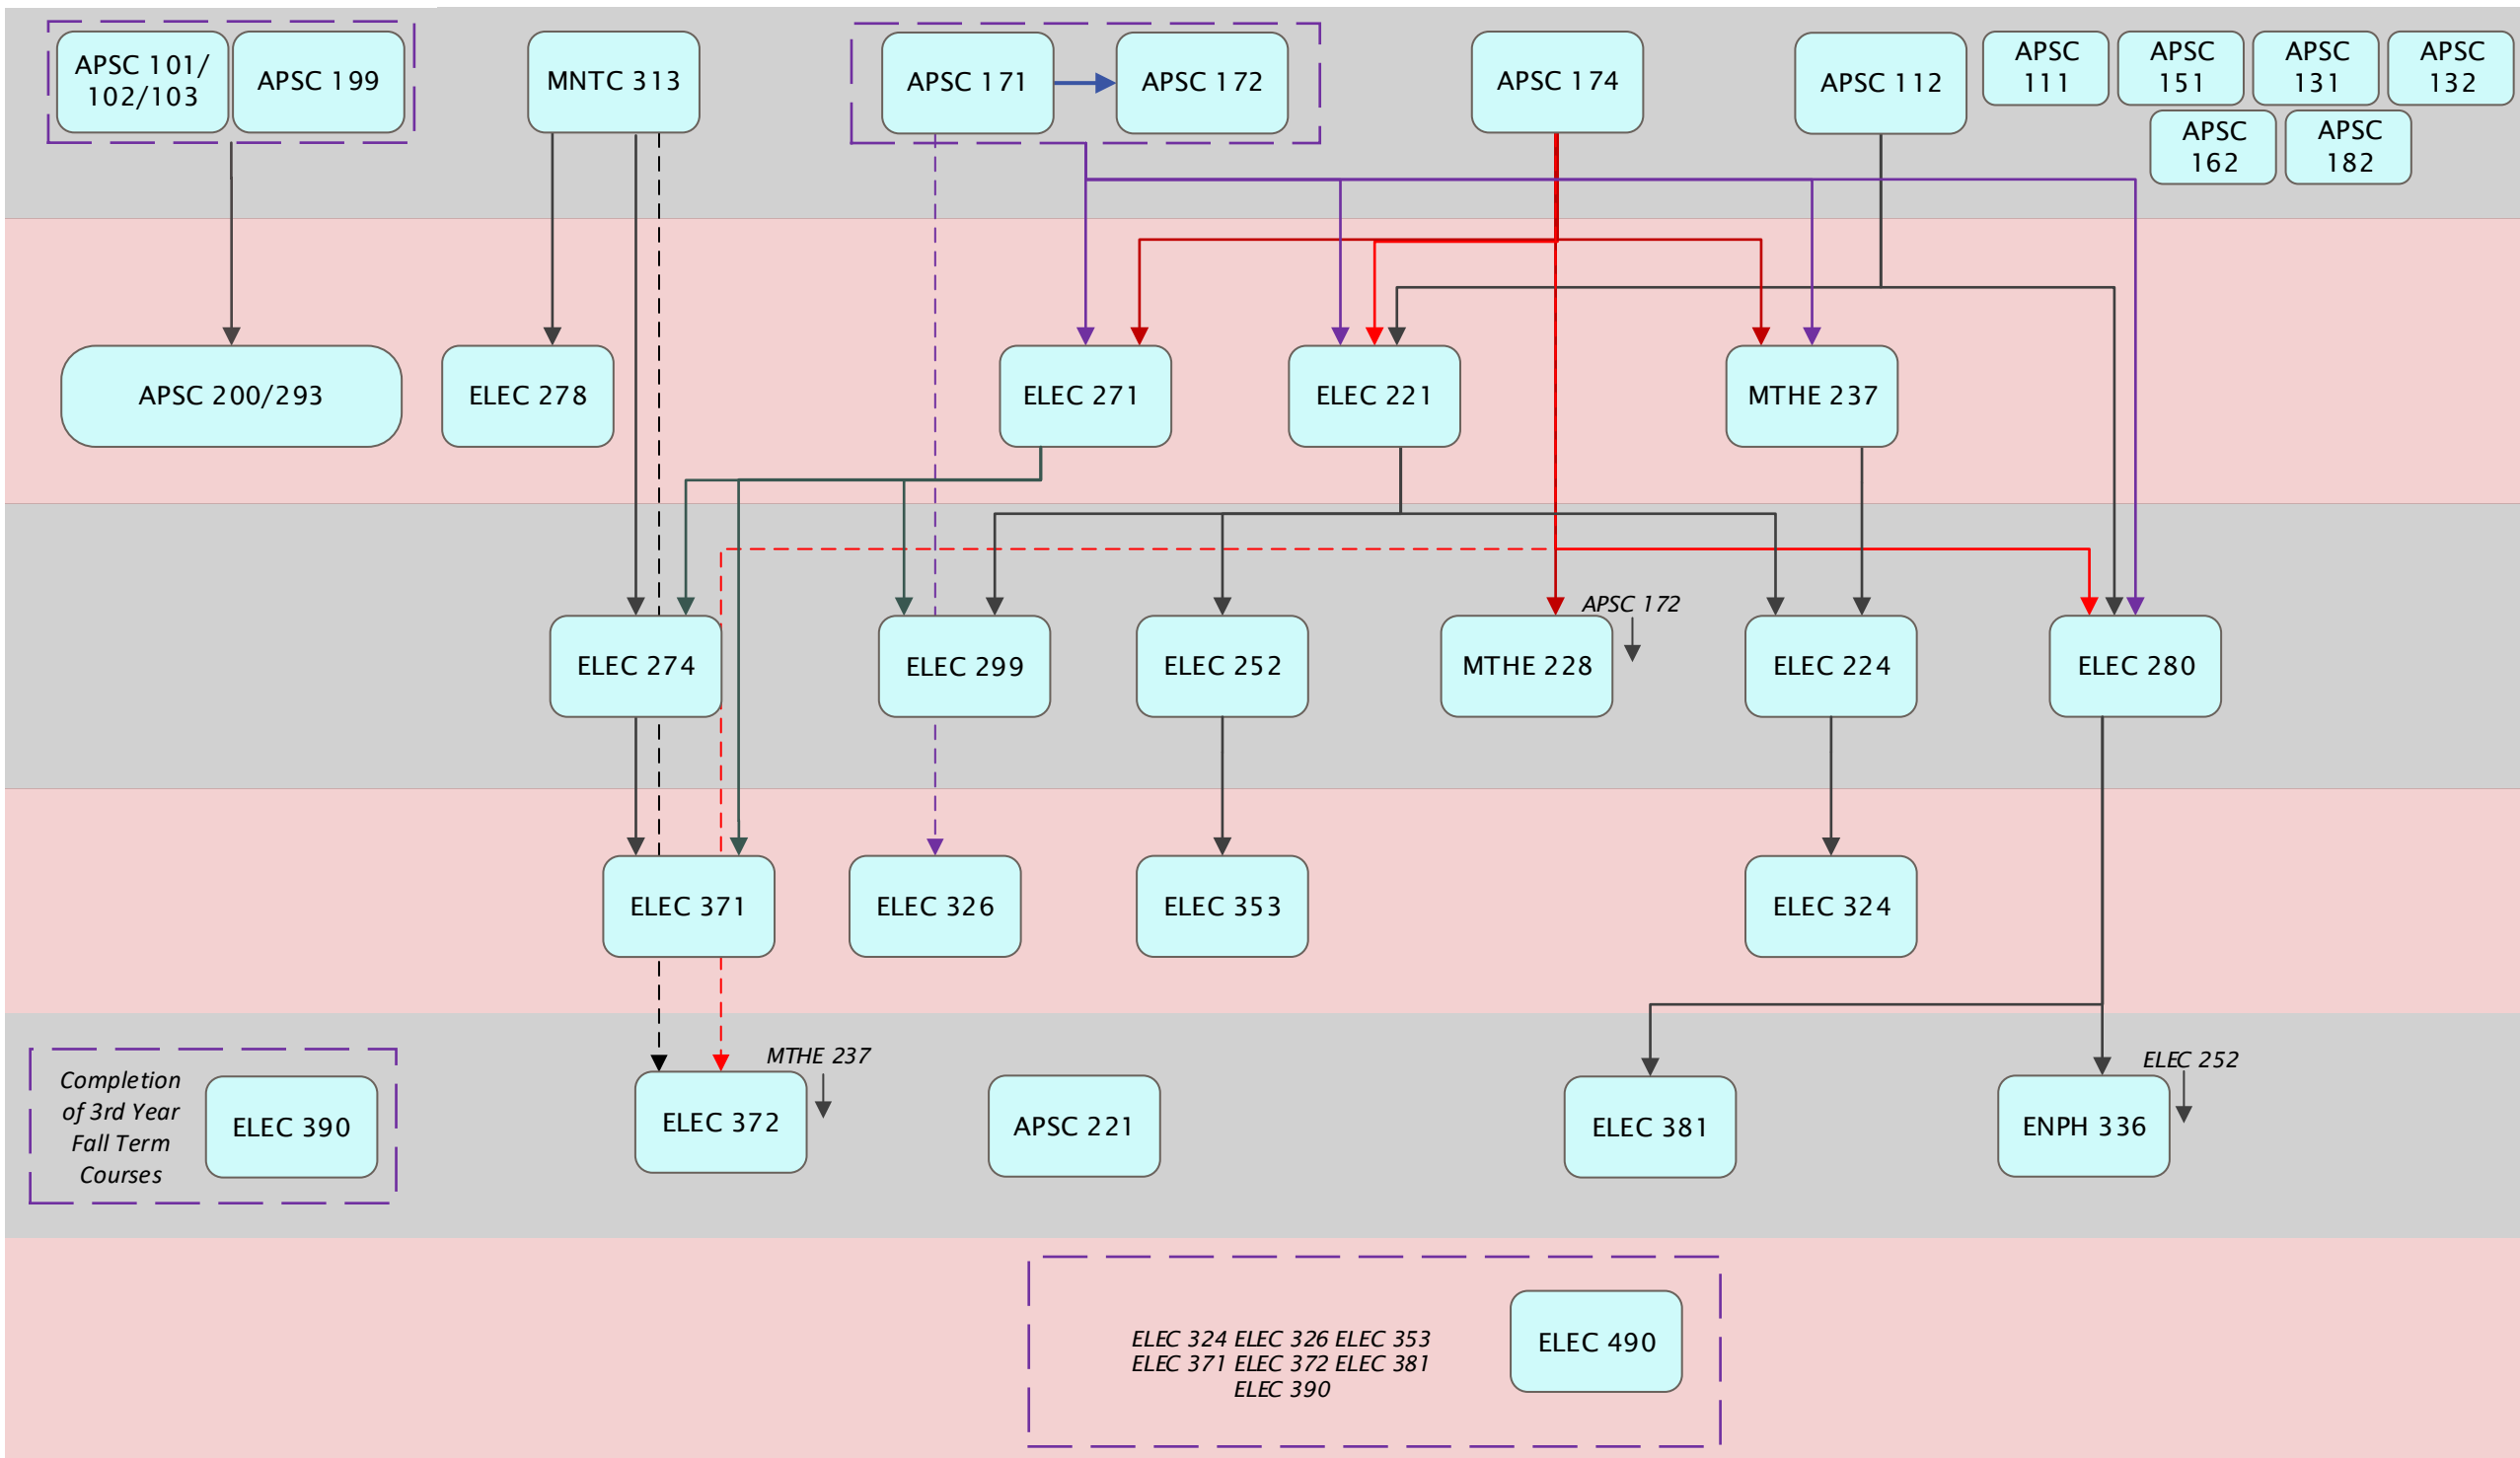 APSC 101/
102/103
APSC 199
MNTC 313
APSC 171
APSC 172
APSC 174
APSC 112
APSC
111
APSC
151
APSC
131
APSC
132
APSC
162
APSC
182
APSC 200/293
ELEC 278
ELEC 271
ELEC 221
MTHE 237
APSC 172
ELEC 274
ELEC 299
ELEC 252
MTHE 228
ELEC 224
ELEC 280
ELEC 371
ELEC 326
ELEC 353
ELEC 324
Completion
of 3rd Year
Fall Term
Courses
ELEC 390
MTHE 237
ELEC 372
APSC 221
ELEC 381
ELEC 252
ENPH 336
ELEC 324 ELEC 326 ELEC 353
ELEC 371 ELEC 372 ELEC 381
ELEC 390
ELEC 490